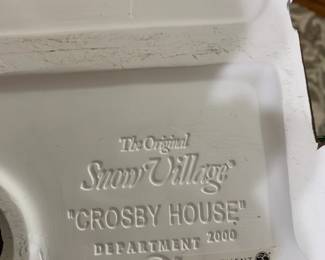 The Original
Snow Village
"CROSBY HOUSE"
DEPARTMENT 2000